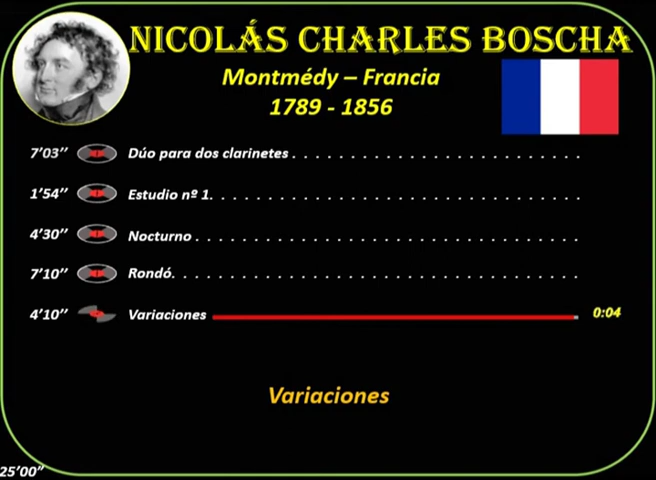 NICOLÁS CHARLES BOSCHA
Montmédy – Francia
1789 - 1856
7’03’’ Dúo para dos clarinetes . . . . . . . . . . . . . . . . . . . . . . . . .
1’54’’ Estudio nº 1. . . . . . . . . . . . . . . . . . . . . . . . . . . . . .
4’30’’ Nocturno . . . . . . . . . . . . . . . . . . . . . . . . . . . . . . .
7’10’’ Rondó. . . . . . . . . . . . . . . . . . . . . . . . . . . . . . . . .
4’10’’ Variaciones 0:04
Variaciones
25’00’’